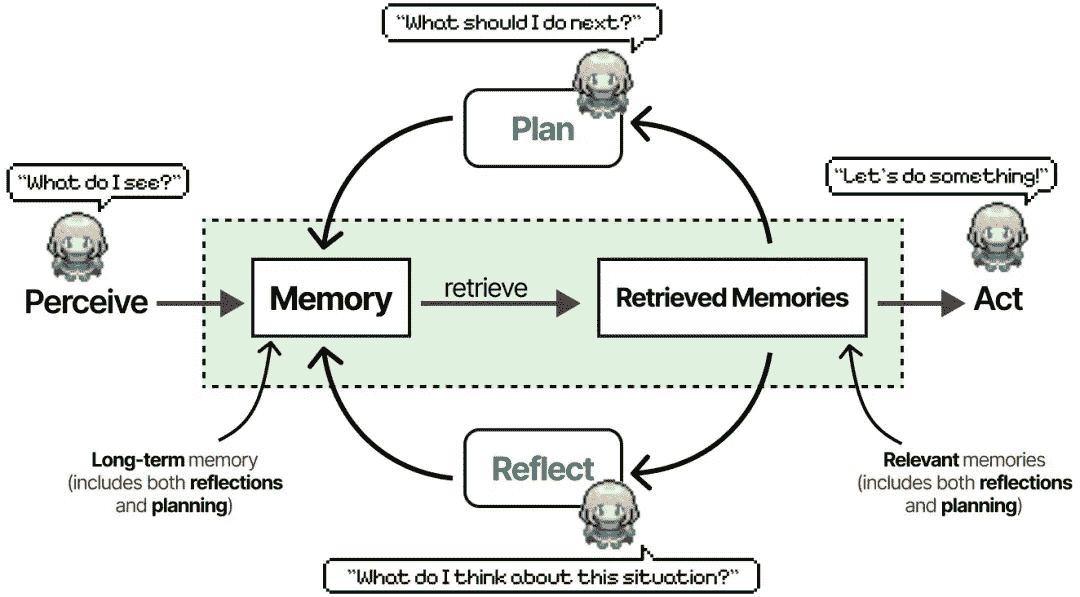 "What should I do next?"
Plan
"What do I see?"
"Let's do something!"
Perceive
Memory
retrieve
Retrieved Memories
Act
Long-term memory
(includes both reflections
and planning)
Reflect
Relevant memories
(includes both reflections
and planning)
"What do I think about this situation?"